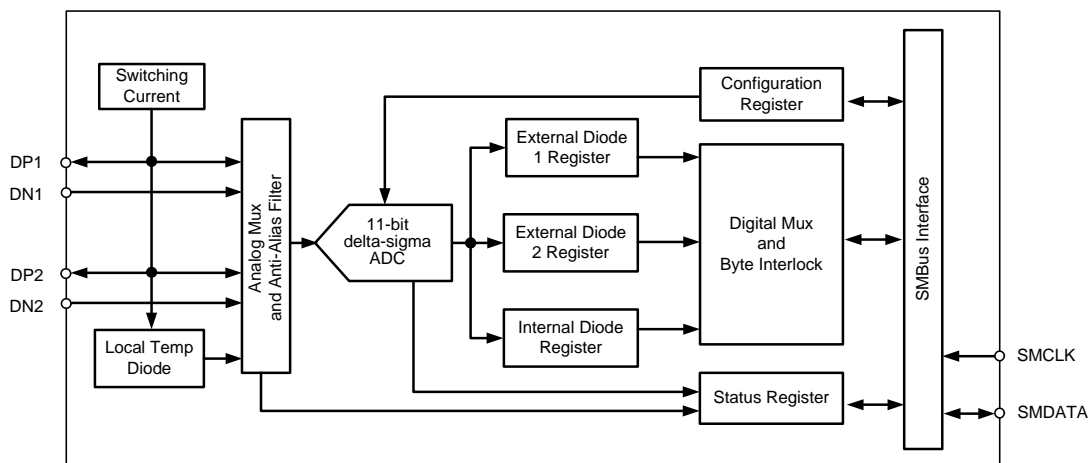 Switching
Current
DP1
DN1
DP2
DN2
Local Temp
Diode
Analog Mux
and Anti-Alias Filter
11-bit
delta-sigma
ADC
Configuration
Register
External Diode
1 Register
External Diode
2 Register
Internal Diode
Register
Digital Mux
and
Byte Interlock
Status Register
SMBus Interface
SMCLK
SMDATA